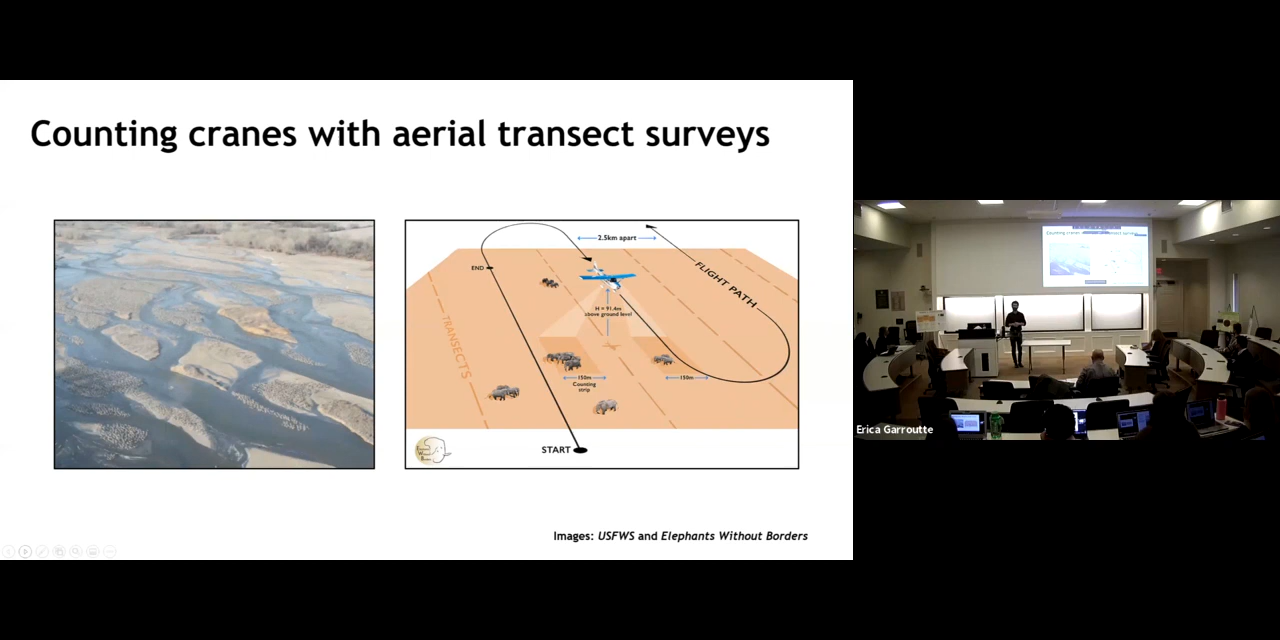 Counting cranes with aerial transect surveys
2.5km apart
END
FLIGHT PATH
H = 91.4m
above ground level
TRANSECTS
150m
Counting
strip
150m
START
Images: USFWS and Elephants Without Borders
Erica Garroutte